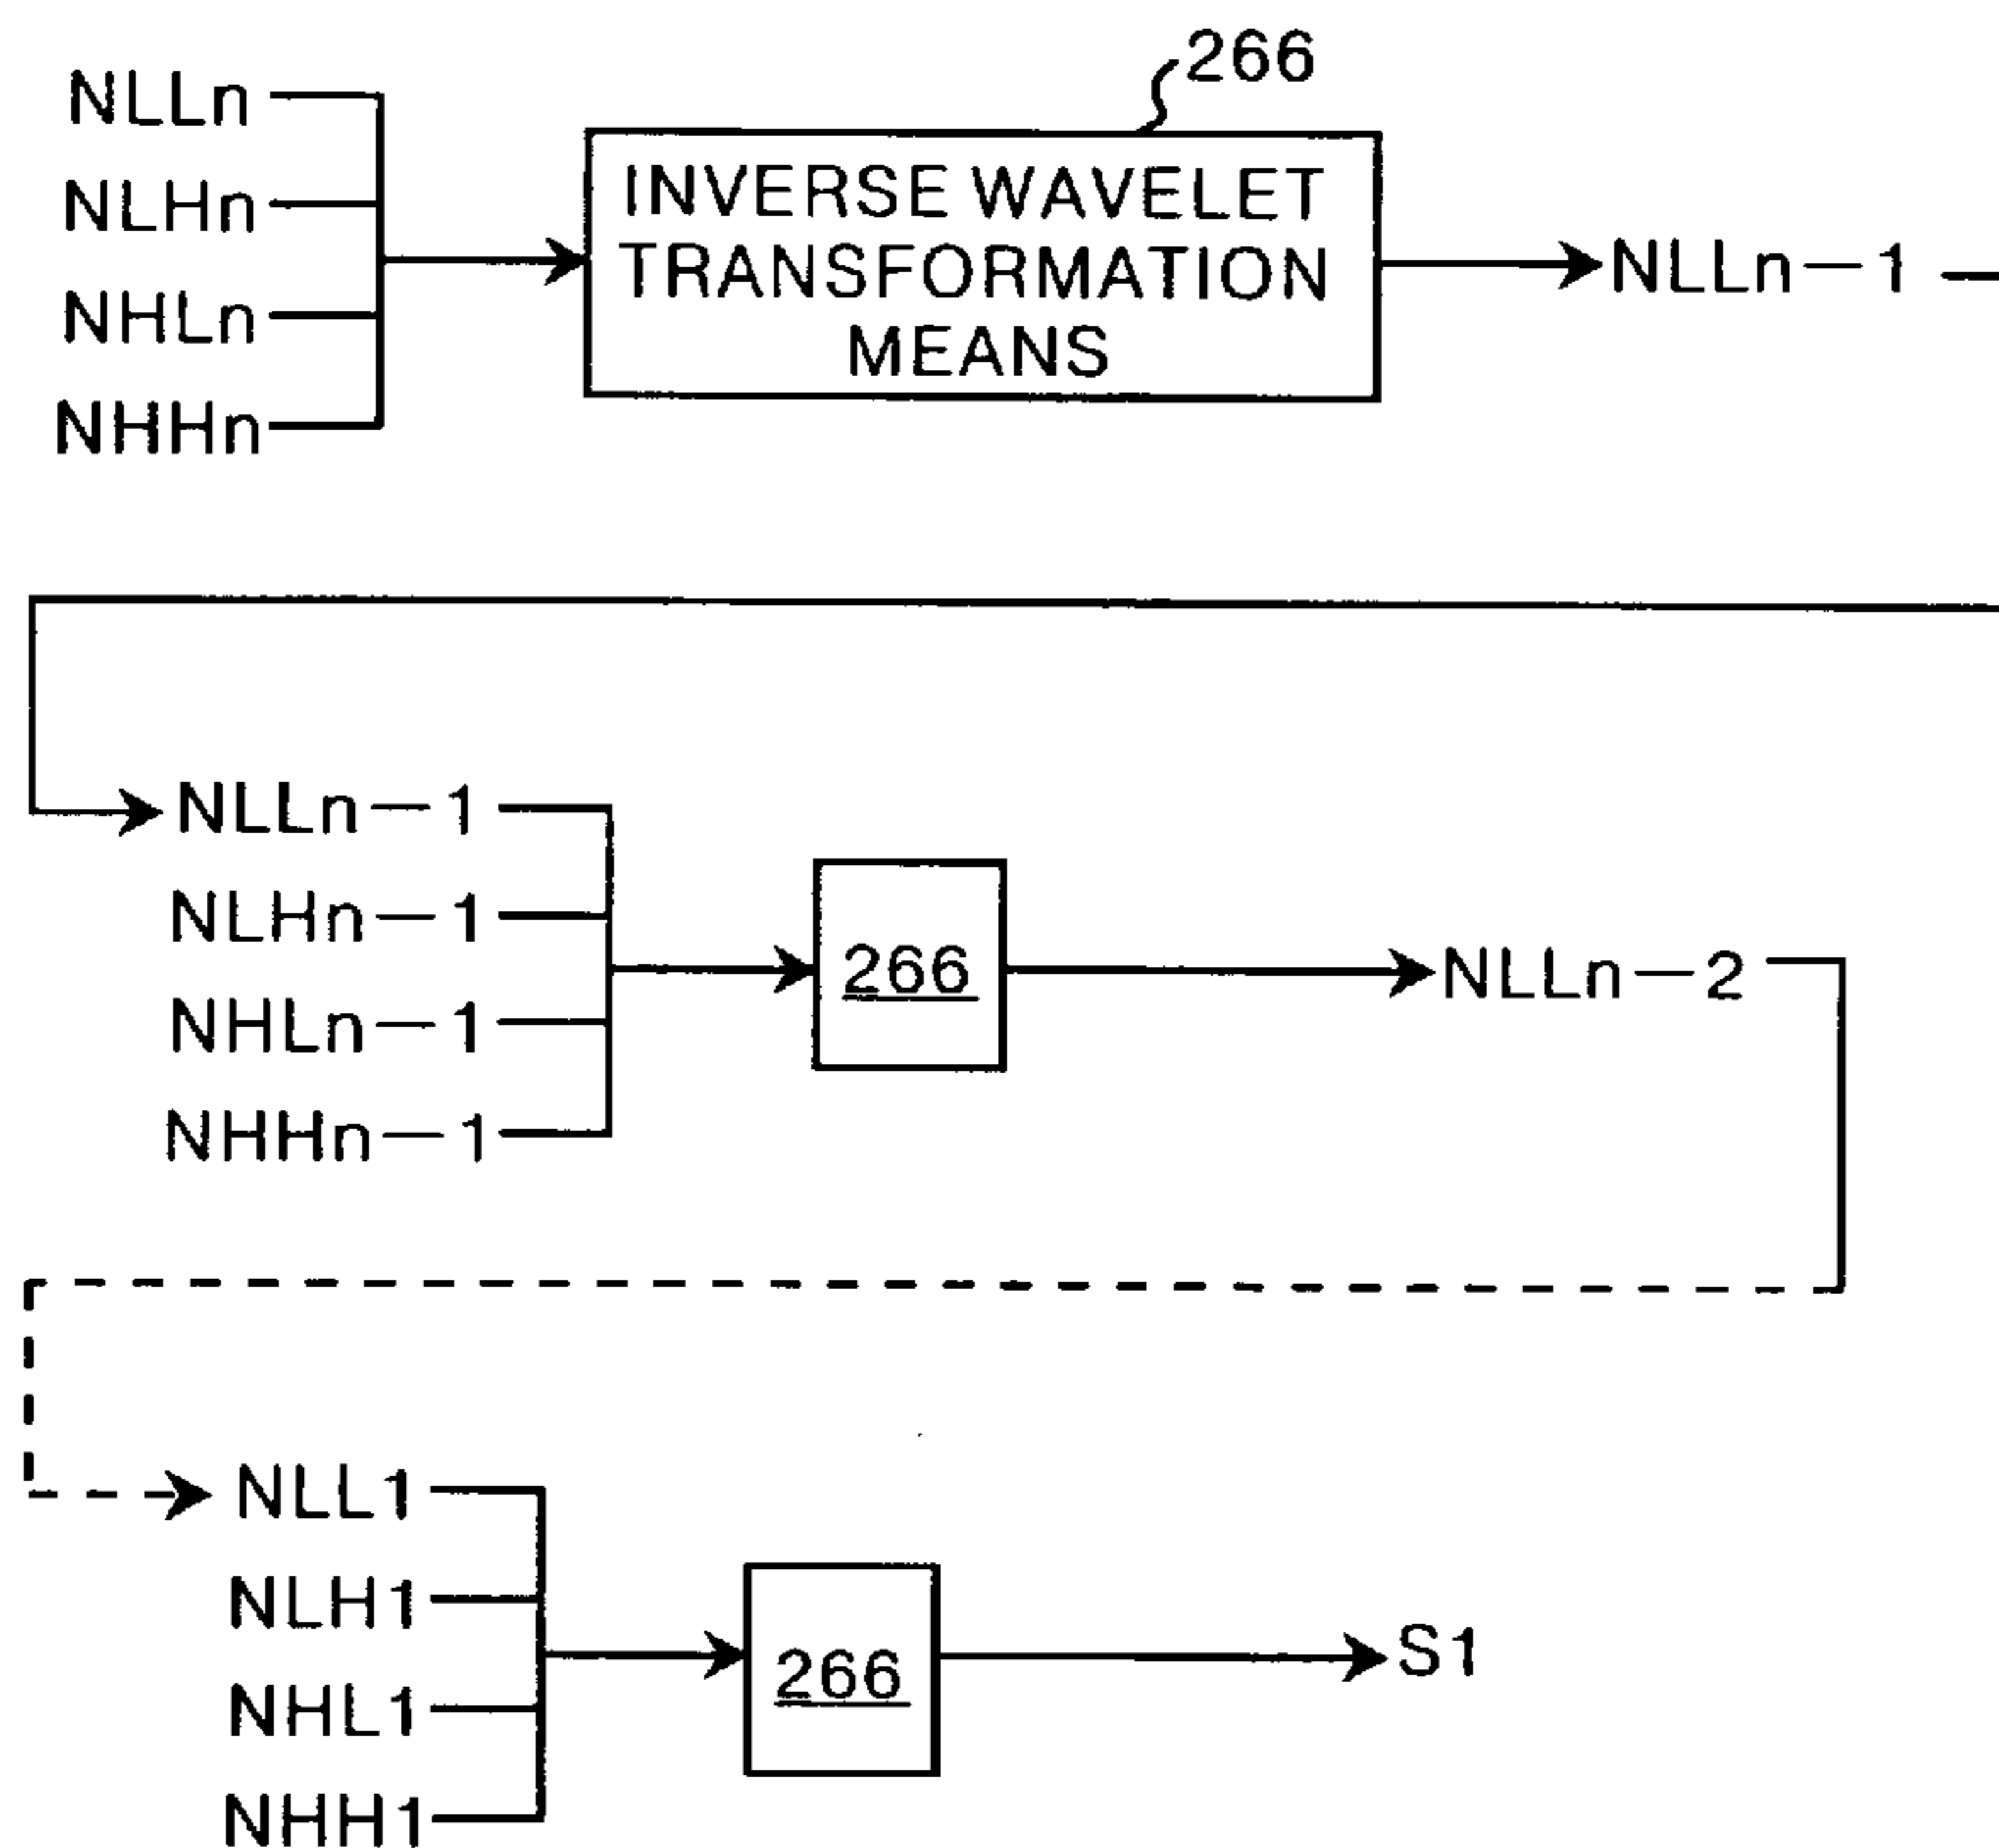 266
NLLn
NLHn
NHLn
NHHn
INVERSE WAVELET
TRANSFORMATION
MEANS
NLLn-1
NLLn-1
NLHn-1
NHLn-1
NHHn-1
266
NLLn-2
NLL1
NLH1
NHL1
NHH1
266
S1